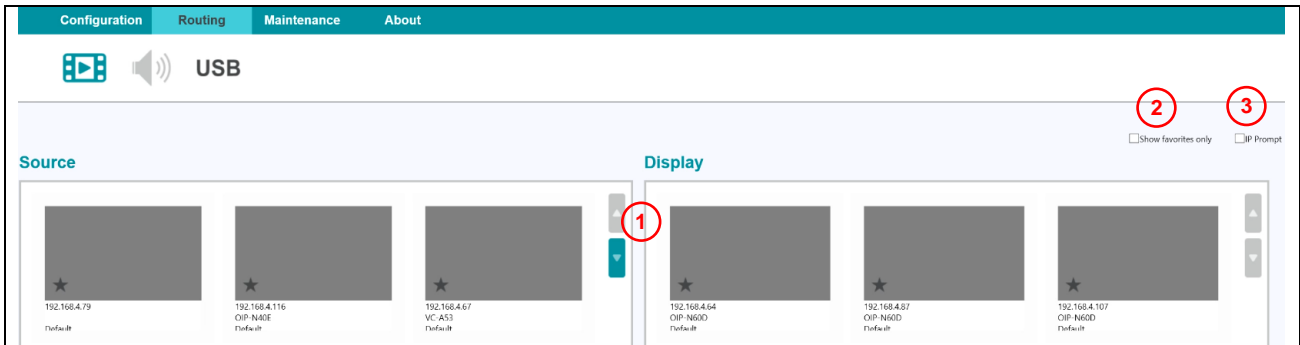 Configuration Routing Maintenance About
USB
2 3
Show favorites only IP Prompt
Source Display
1
192.168.4.79 192.168.4.116 192.168.4.67 192.168.4.64 192.168.4.87 192.168.4.107
OIP-N40E VC-A53 OIP-N60D OIP-N60D OIP-N60D
Default Default Default Default Default Default